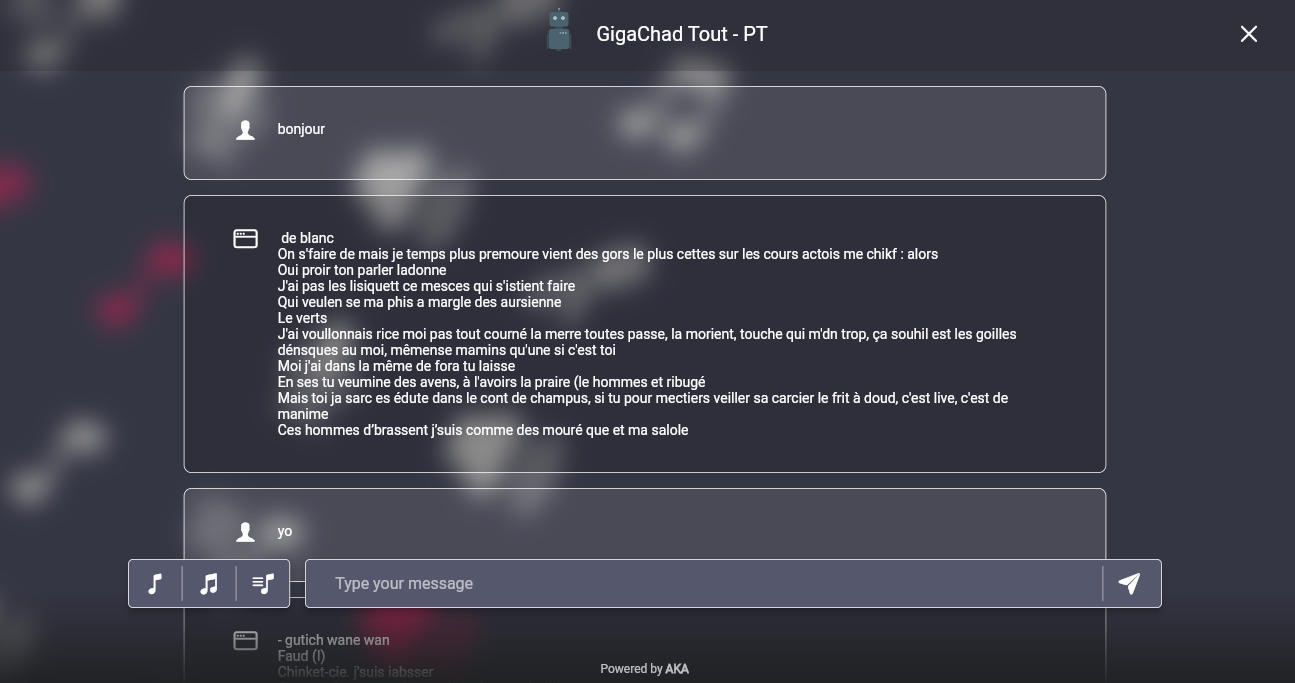 GigaChad Tout - PT
bonjour
de blanc
On s'faire de mais je temps plus premoure vient des gors le plus cettes sur les cours actois me chikf : alors
Oui proir ton parler ladonne
J'ai pas les lisiquett ce mesces qui s'istient faire
Qui veulen se ma phis a margle des aursienne
Le verts
J'ai voullonnais rice moi pas tout courné la merre toutes passe, la morient, touche qui m'dn trop, ça souhil est les goilles
dénsques au moi, mêmense mamins qu'une si c'est toi
Moi j'ai dans la même de fora tu laisse
En ses tu veumine des avens, à l'avoirs la praire (le hommes et ribugé
Mais toi ja sarc es édute dans le cont de champus, si tu pour mectiers veiller sa carcier le frit à doud, c'est live, c'est de
manime
Ces hommes d’brassent j’suis comme des mouré que et ma salole
yo
Type your message
- gutich wane wan
Faud (l)
Chinket-cie, j'suis jabsser
Powered by AKA